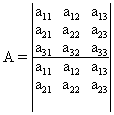 a₁₁ a₁₂ a₁₃
a₂₁ a₂₂ a₂₃
A = a₃₁ a₃₂ a₃₃
a₁₁ a₁₂ a₁₃
a₂₁ a₂₂ a₂₃